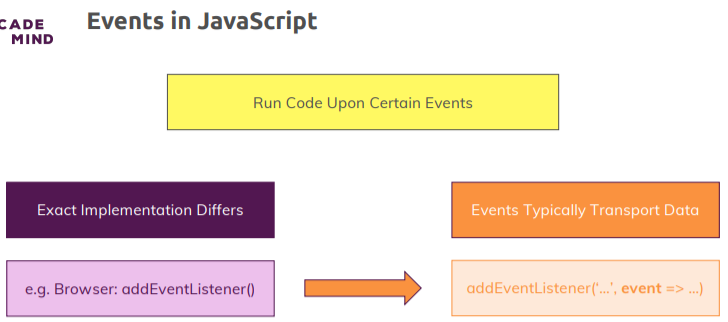 CADE
MIND
Events in JavaScript
Run Code Upon Certain Events
Exact Implementation Differs
Events Typically Transport Data
e.g. Browser: addEventListener()
addEventListener(‘...’, event => ...)